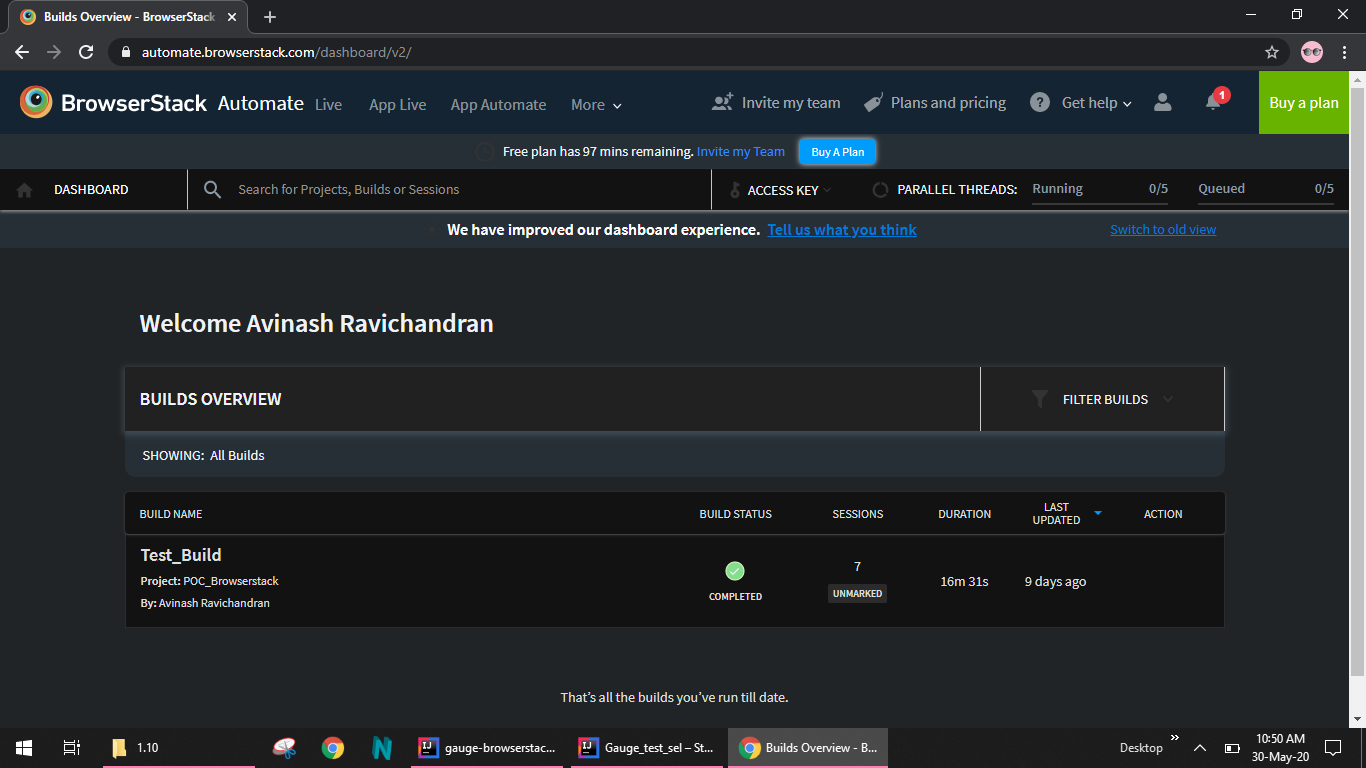 Builds Overview - BrowserStack
automate.browserstack.com/dashboard/v2/
BrowserStack Automate Live App Live App Automate More Invite my team Plans and pricing ? Get help 1 Buy a plan
Free plan has 97 mins remaining. Invite my Team Buy A Plan
DASHBOARD Search for Projects, Builds or Sessions ACCESS KEY PARALLEL THREADS: Running 0/5 Queued 0/5
We have improved our dashboard experience. Tell us what you think Switch to old view
Welcome Avinash Ravichandran
BUILDS OVERVIEW FILTER BUILDS
SHOWING: All Builds
BUILD NAME BUILD STATUS SESSIONS DURATION LAST UPDATED ACTION
Test_Build
Project: POC_Browserstack
By: Avinash Ravichandran
COMPLETED
7
UNMARKED
16m 31s
9 days ago
That's all the builds you've run till date.
1.10 N IJ gauge-browserstac... IJ Gauge_test_sel – St... Builds Overview - B... Desktop 10:50 AM
30-May-20